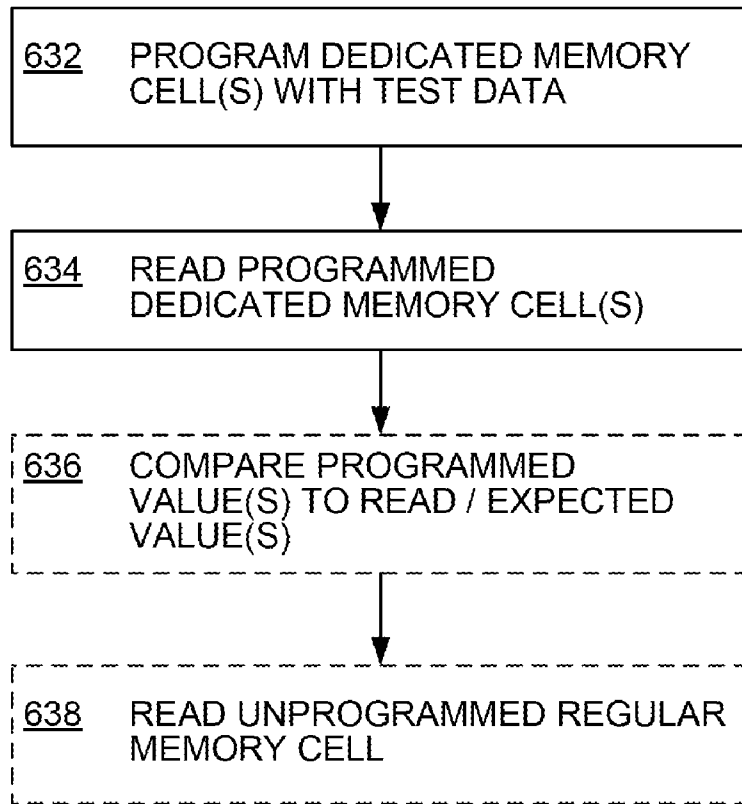 632 PROGRAM DEDICATED MEMORY
CELL(S) WITH TEST DATA
634 READ PROGRAMMED
DEDICATED MEMORY CELL(S)
636 COMPARE PROGRAMMED
VALUE(S) TO READ / EXPECTED
VALUE(S)
638 READ UNPROGRAMMED REGULAR
MEMORY CELL